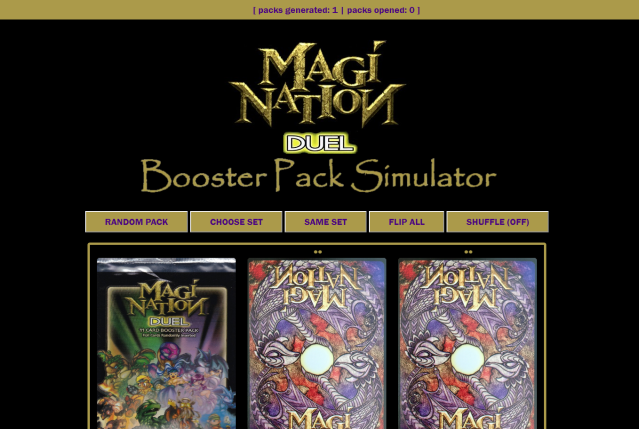 [ packs generated: 1 | packs opened: 0 ]
MAGI
NATION
DUEL
Booster Pack Simulator
RANDOM PACK
CHOOSE SET
SAME SET
FLIP ALL
SHUFFLE (OFF)
MAGI
NATION
DUEL
11 CARD BOOSTER PACK
MAGI
NATION
MAGI
MAGI
NATION
MAGI